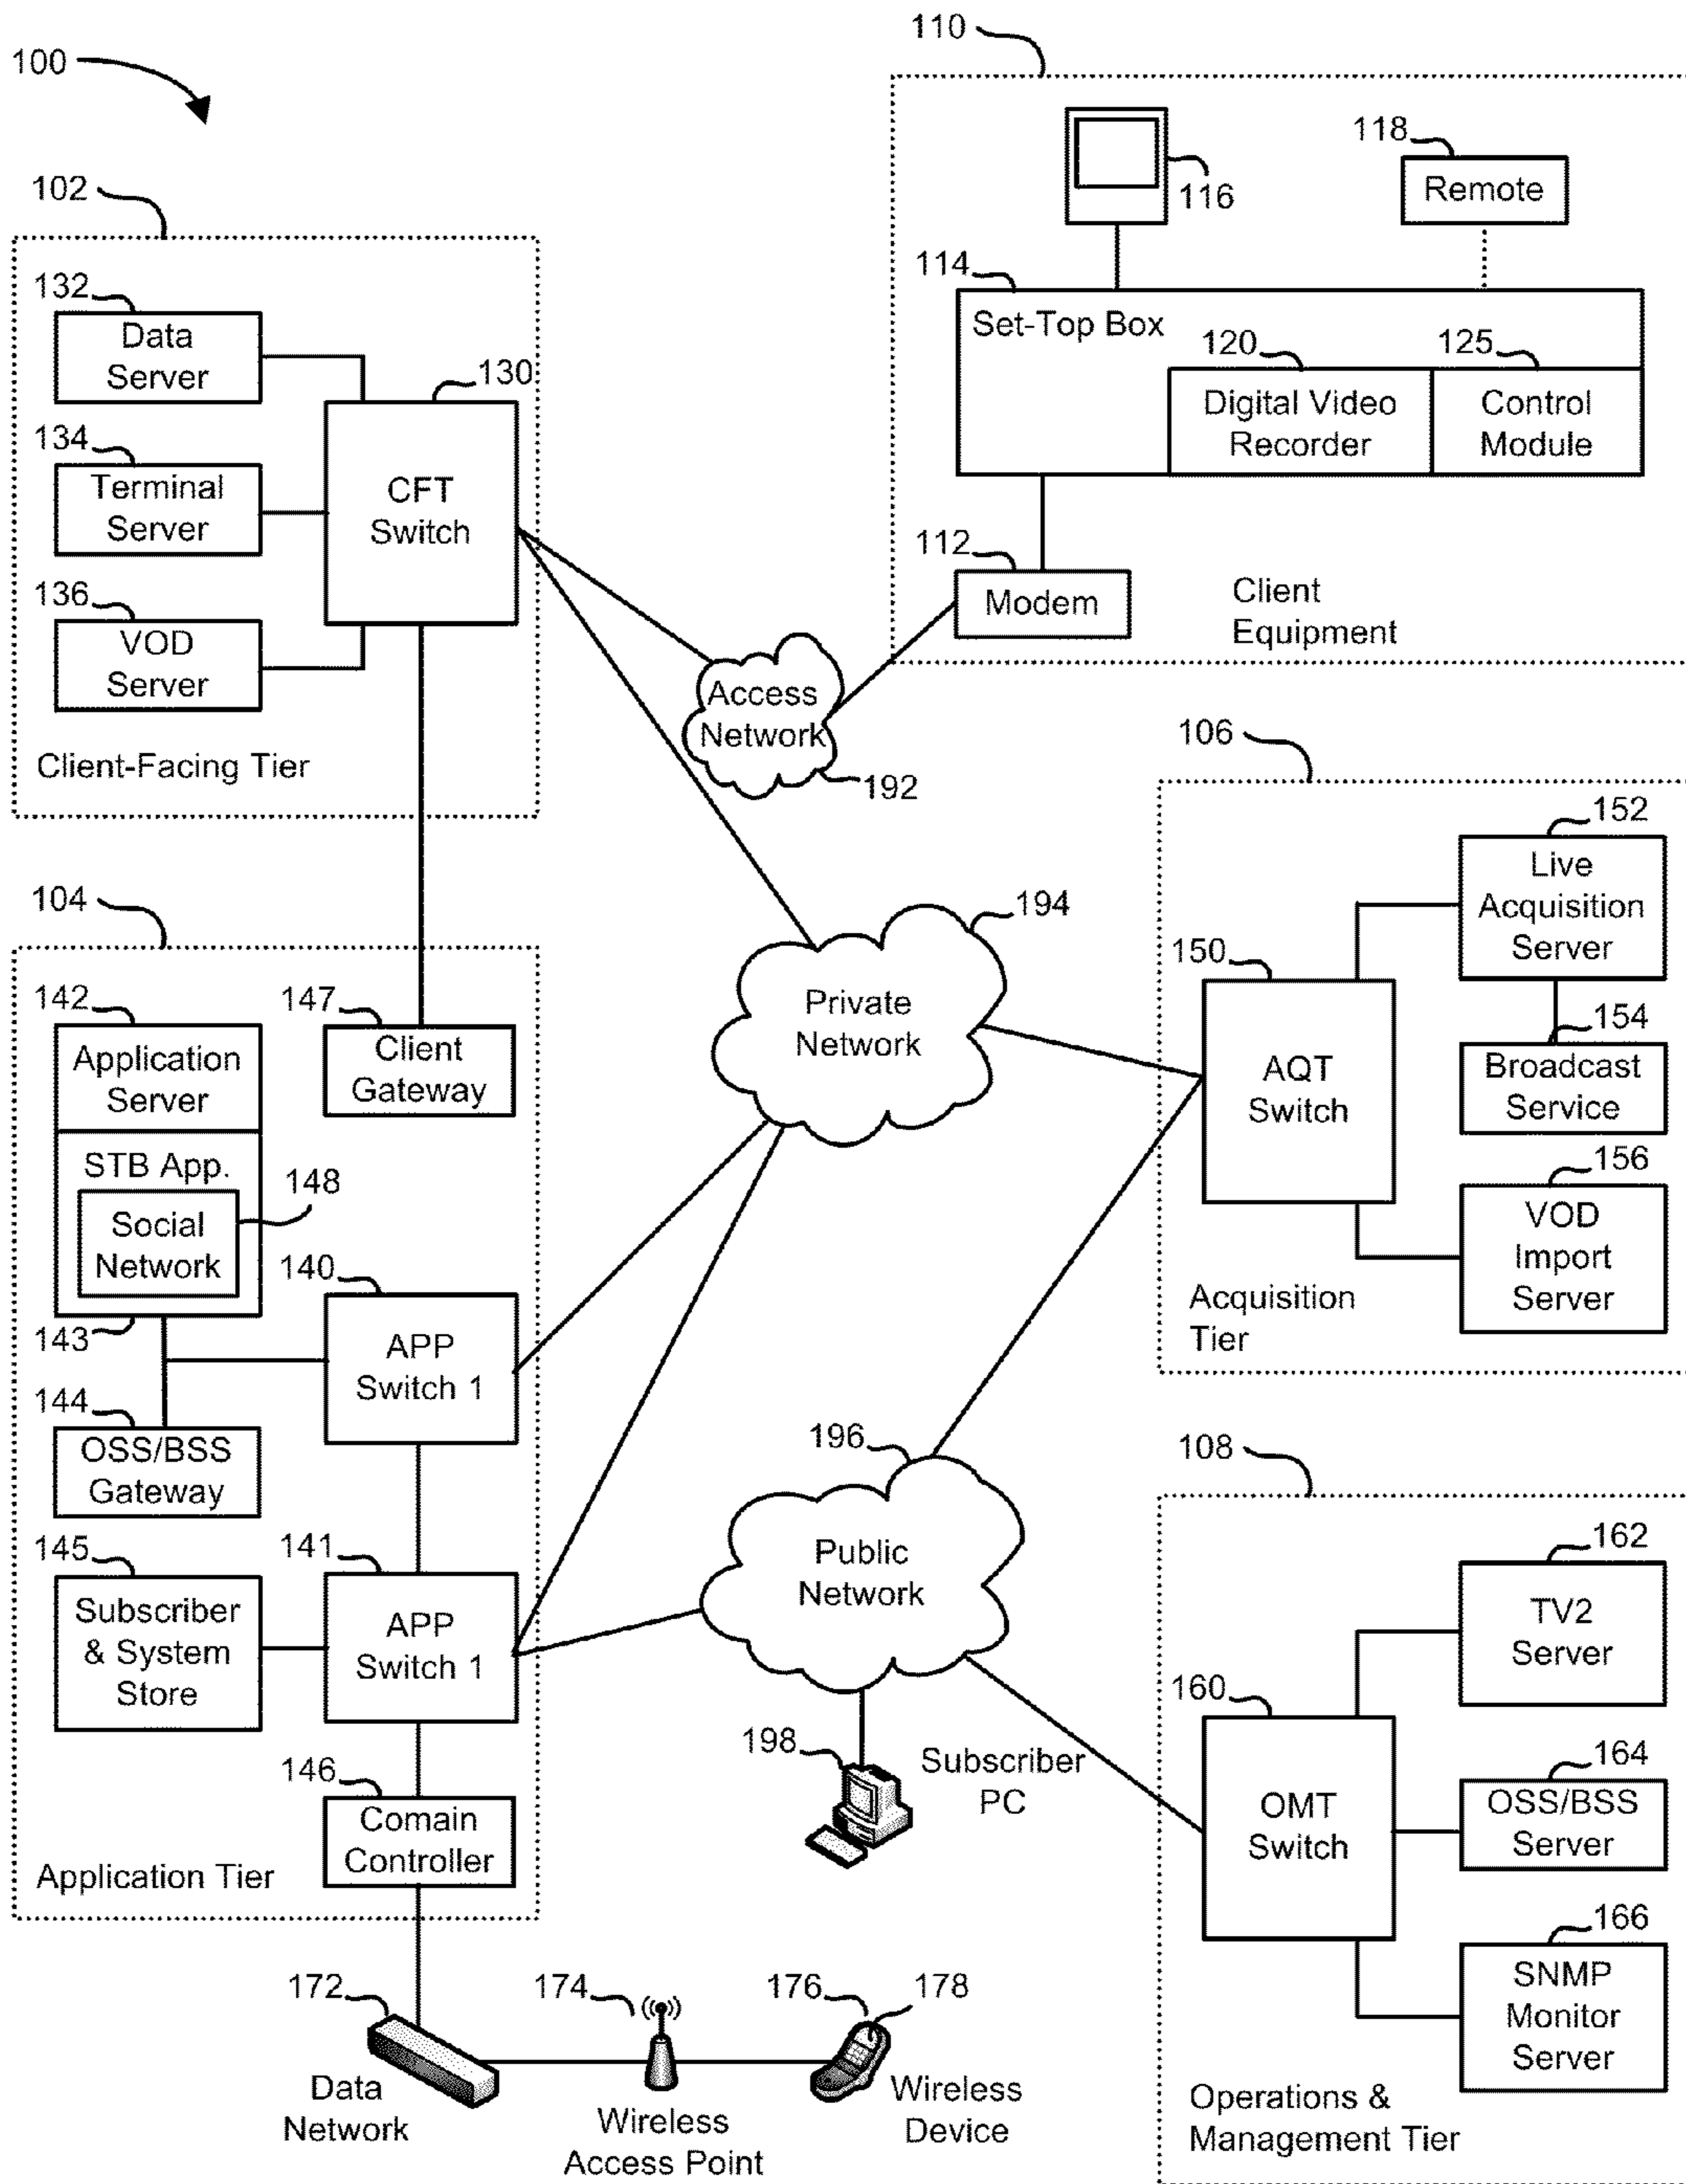 100
110
116
118
Remote
114
Set-Top Box
120
Digital Video
Recorder
125
Control
Module
112
Modem
Client
Equipment
102
132
Data
Server
134
Terminal
Server
136
VOD
Server
130
CFT
Switch
Client-Facing Tier
Access
Network
192
194
Private
Network
106
152
Live
Acquisition
Server
150
AQT
Switch
154
Broadcast
Service
156
VOD
Import
Server
Acquisition
Tier
104
142
Application
Server
STB App.
148
Social
Network
143
147
Client
Gateway
140
APP
Switch 1
144
OSS/BSS
Gateway
145
Subscriber
& System
Store
141
APP
Switch 1
146
Comain
Controller
Application Tier
196
Public
Network
198
Subscriber
PC
108
162
TV2
Server
160
OMT
Switch
164
OSS/BSS
Server
166
SNMP
Monitor
Server
Operations &
Management Tier
172
Data
Network
174
Wireless
Access Point
176
178
Wireless
Device